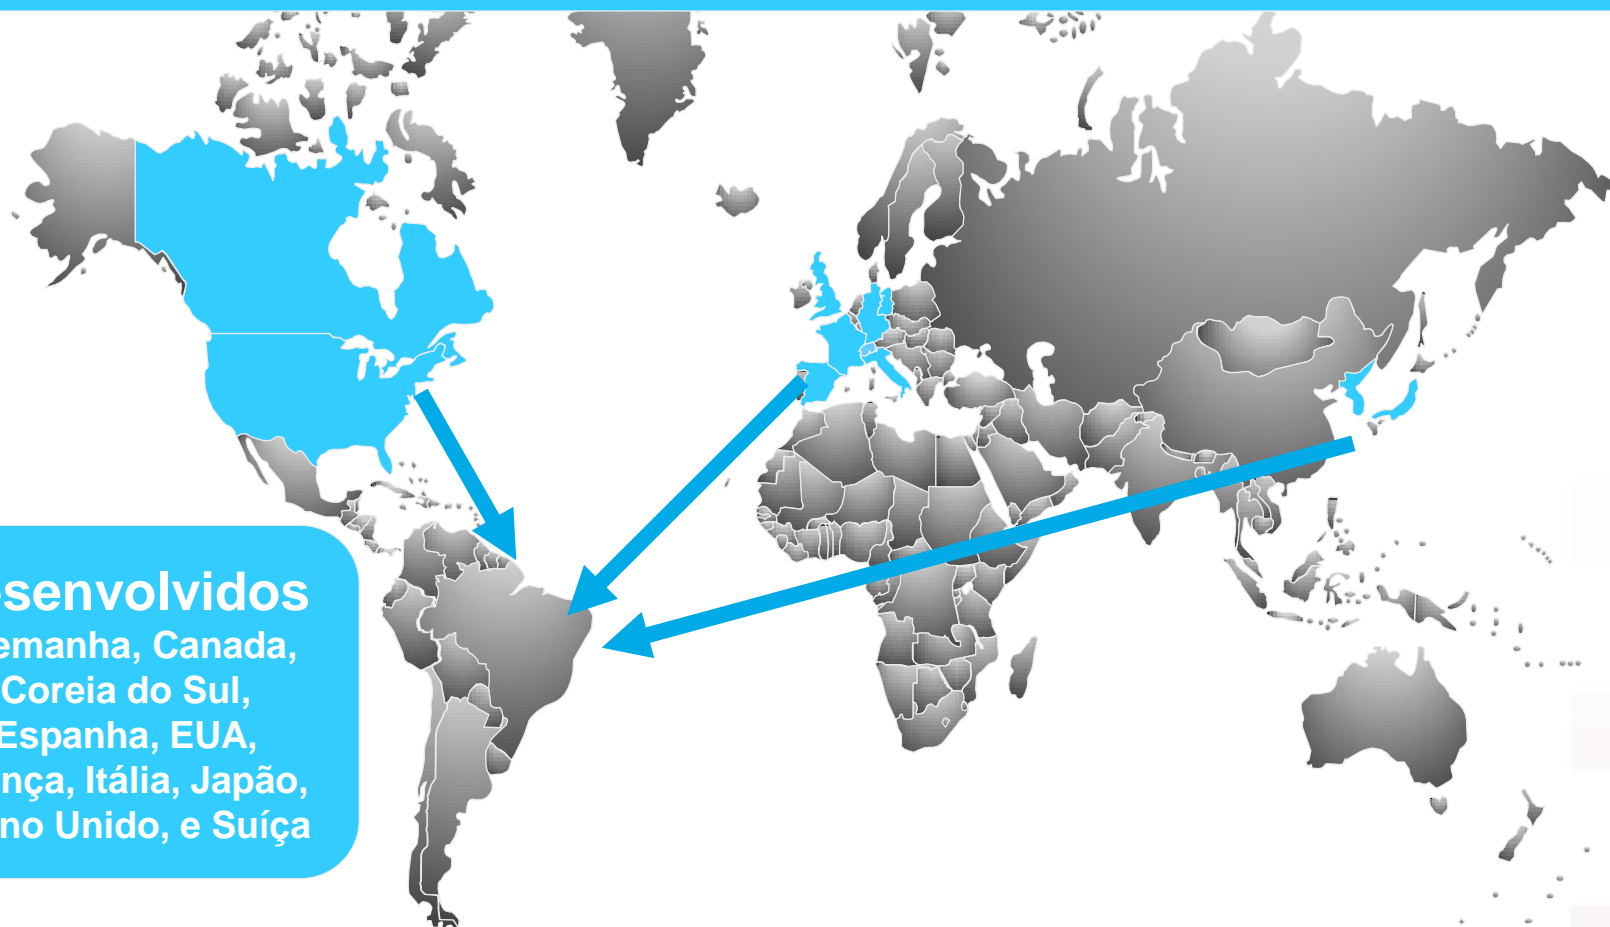 esenvolvidos
emanha, Canada,
Coreia do Sul,
Espanha, EUA,
nça, Itália, Japão,
no Unido, e Suíça